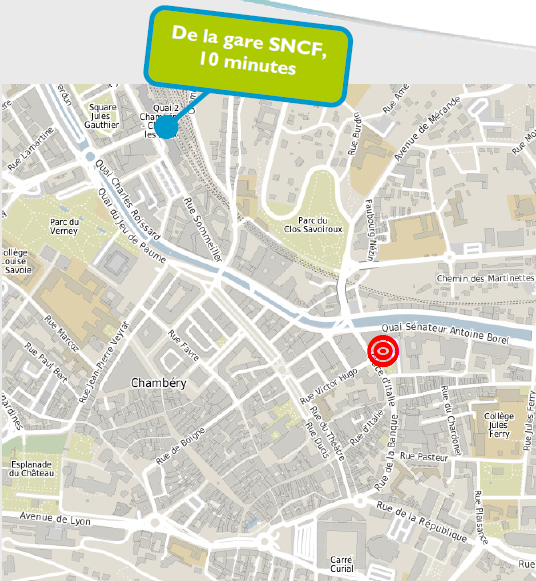 De la gare SNCF,
10 minutes
Quai 2
Square
Jules
Gauthier
Rue Lamartine
Quai Charles Roissard
Quai du Jeu de Paume
Rue Sommeiller
Avenue de Mérande
Parc du
Verney
Parc du
Clos Savoiroux
Faubourg Nézin
Chemin des Martinettes
Savoie
Rue Marcoz
Rue Paul Bert
Rue Jean-Pierre Veyrat
Rue Favre
Quai Sénateur Antoine Borel
Chambéry
Rue Victor Hugo
ce d'Italie
Rue du Théâtre
Rue Ducis
Rue d'Italie
Rue de la Banque
Rue du Chardonet
Collège
Jules
Ferry
Rue Jules Ferry
Rue de Boigne
Rue Pasteur
Esplanade
du Château
Avenue de Lyon
Rue de la République
Rue Plaisance
Carré
Curial
Rue